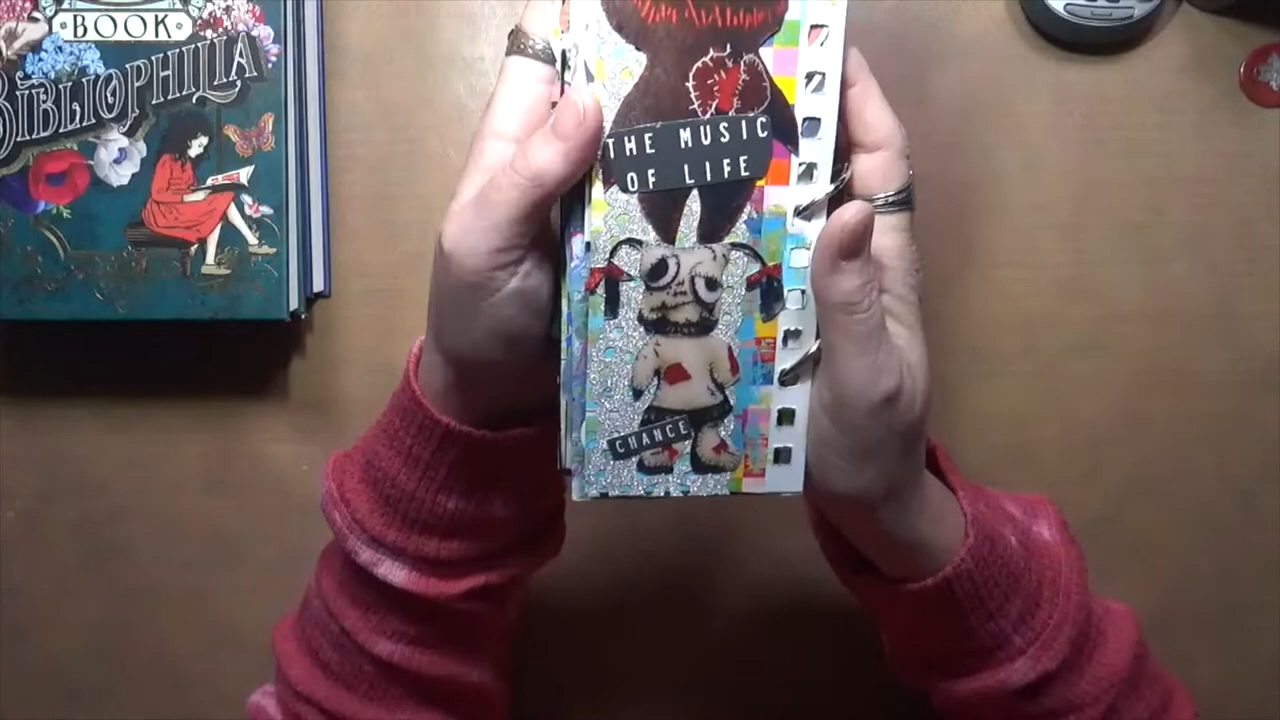 BOOK
BIBLIOPHILIA
THE MUSIC
OF LIFE
CHANCE